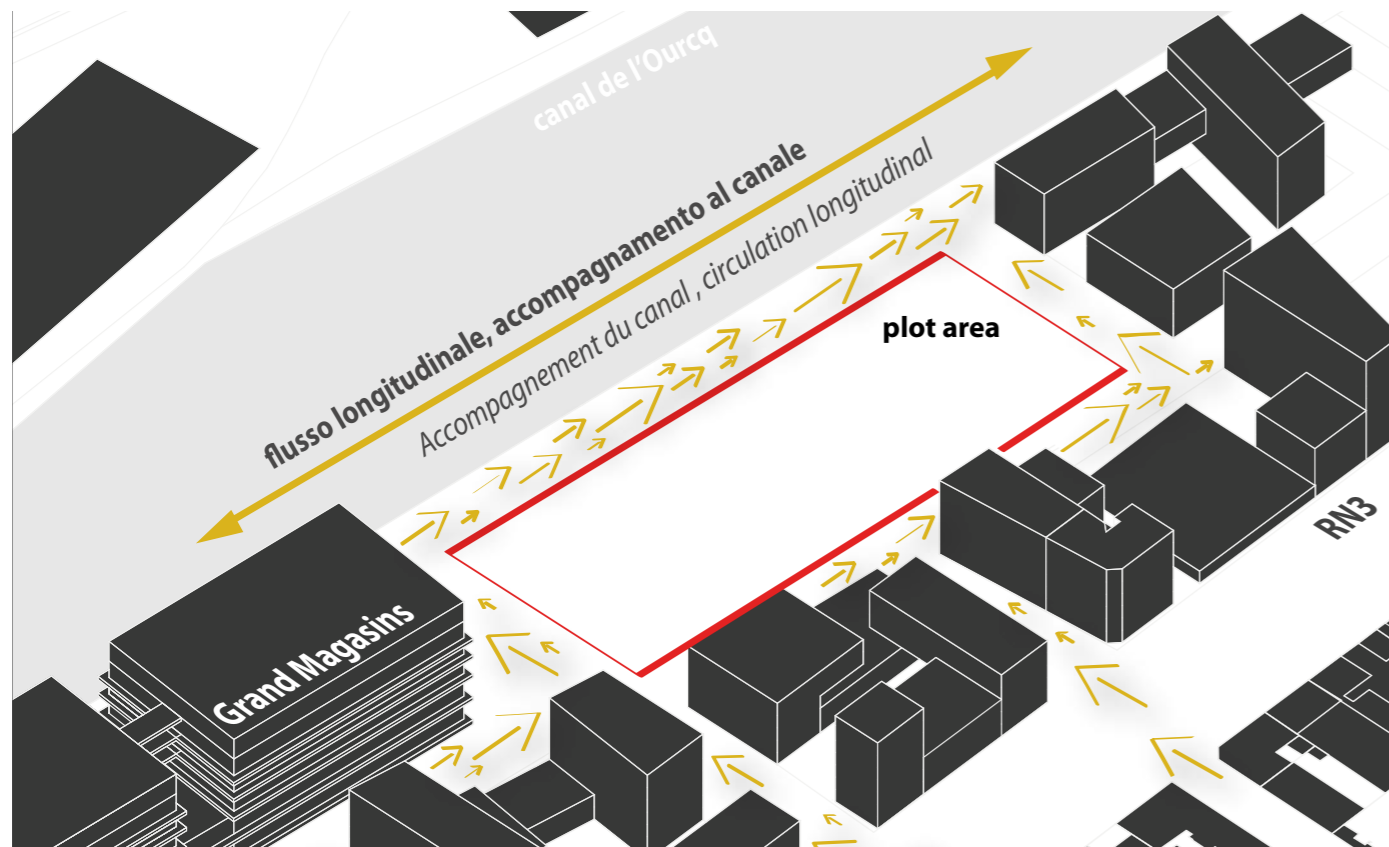 canal de l'Ourcq
flusso longitudinale, accompagnamento al canale
Accompagnement du canal , circulation longitudinal
plot area
RN3
Grand Magasins